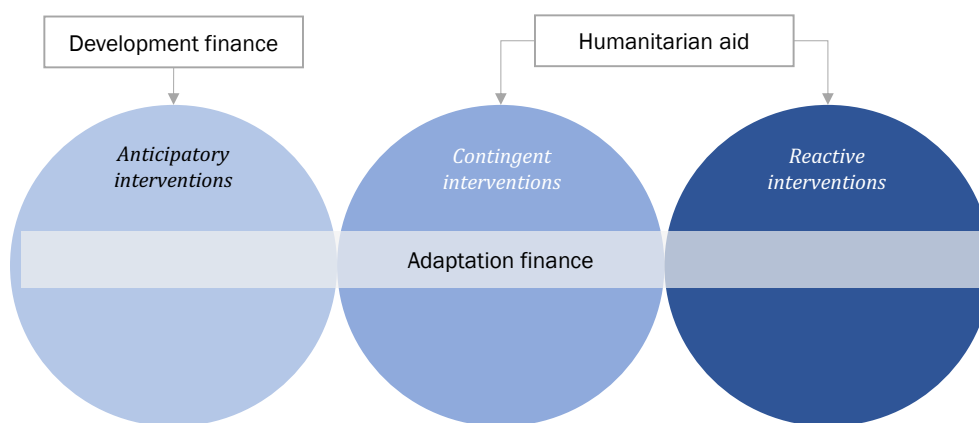 Development finance
Humanitarian aid
Anticipatory
interventions
Contingent
interventions
Reactive
interventions
Adaptation finance